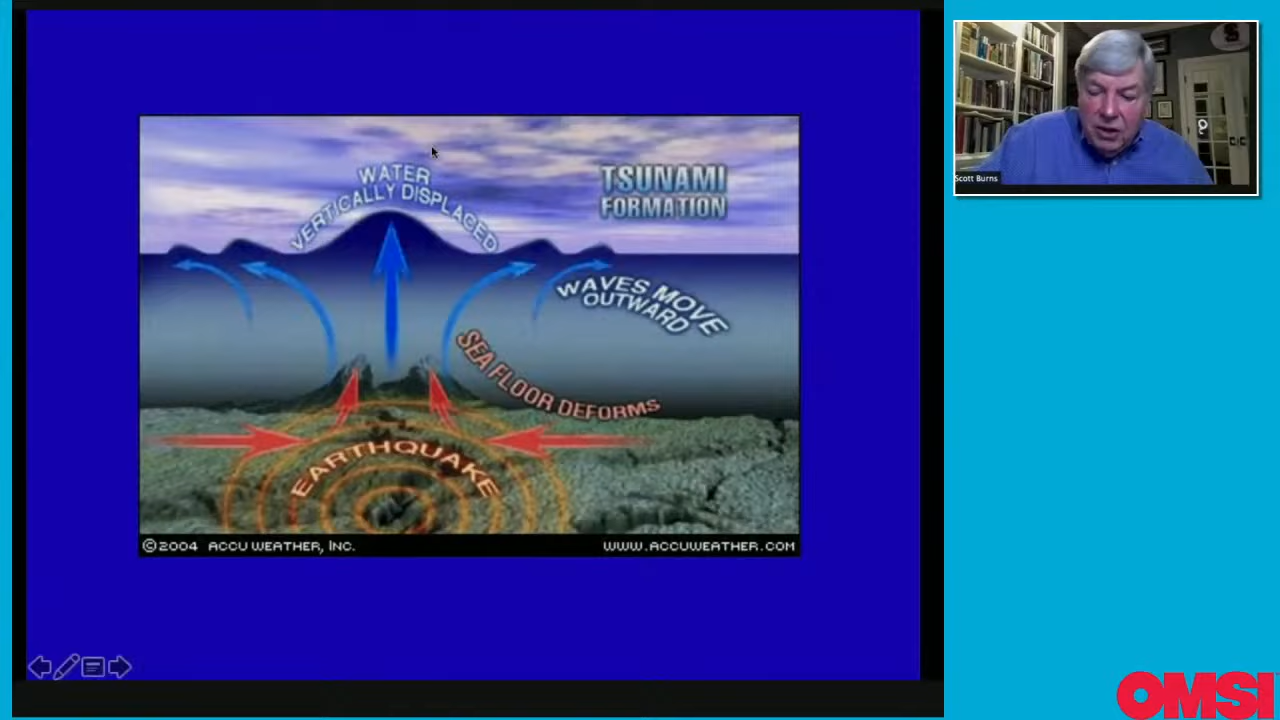 WATER
VERTICALLY DISPLACED
TSUNAMI
FORMATION
WAVES MOVE
OUTWARD
SEA FLOOR DEFORMS
EARTHQUAKE
©2004 ACCU WEATHER, INC.
WWW.ACCUWEATHER.COM
Scott Burns
OMSI